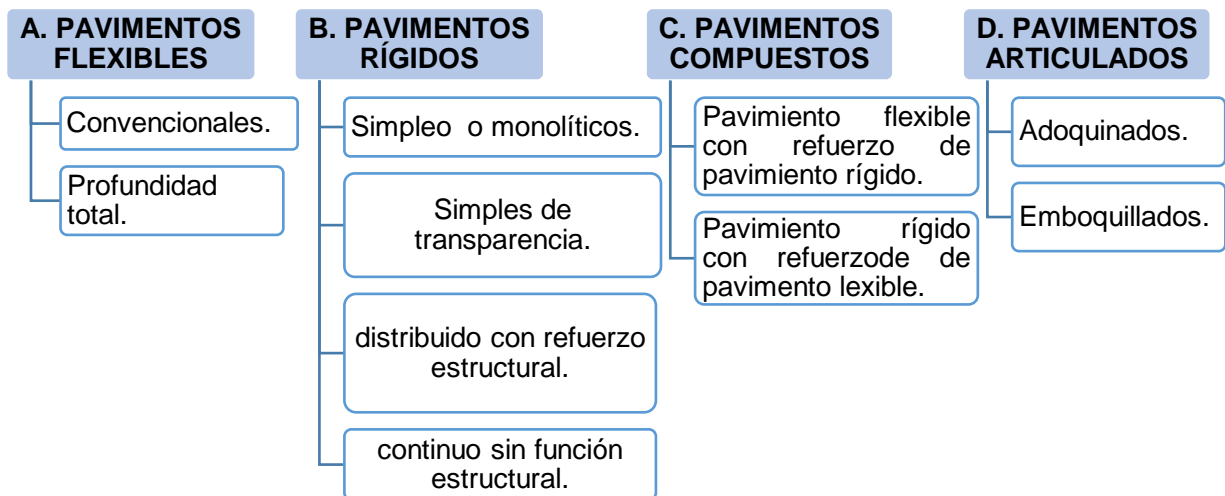 A. PAVIMENTOS
FLEXIBLES
Convencionales.
Profundidad
total.
B. PAVIMENTOS
RÍGIDOS
Simpleo o monolíticos.
Simples de
transparencia.
distribuido con refuerzo
estructural.
continuo sin función
estructural.
C. PAVIMENTOS
COMPUESTOS
Pavimiento flexible
con refuerzo de
pavimiento rígido.
Pavimiento rígido
con refuerzode de
pavimento lexible.
D. PAVIMENTOS
ARTICULADOS
Adoquinados.
Emboquillados.